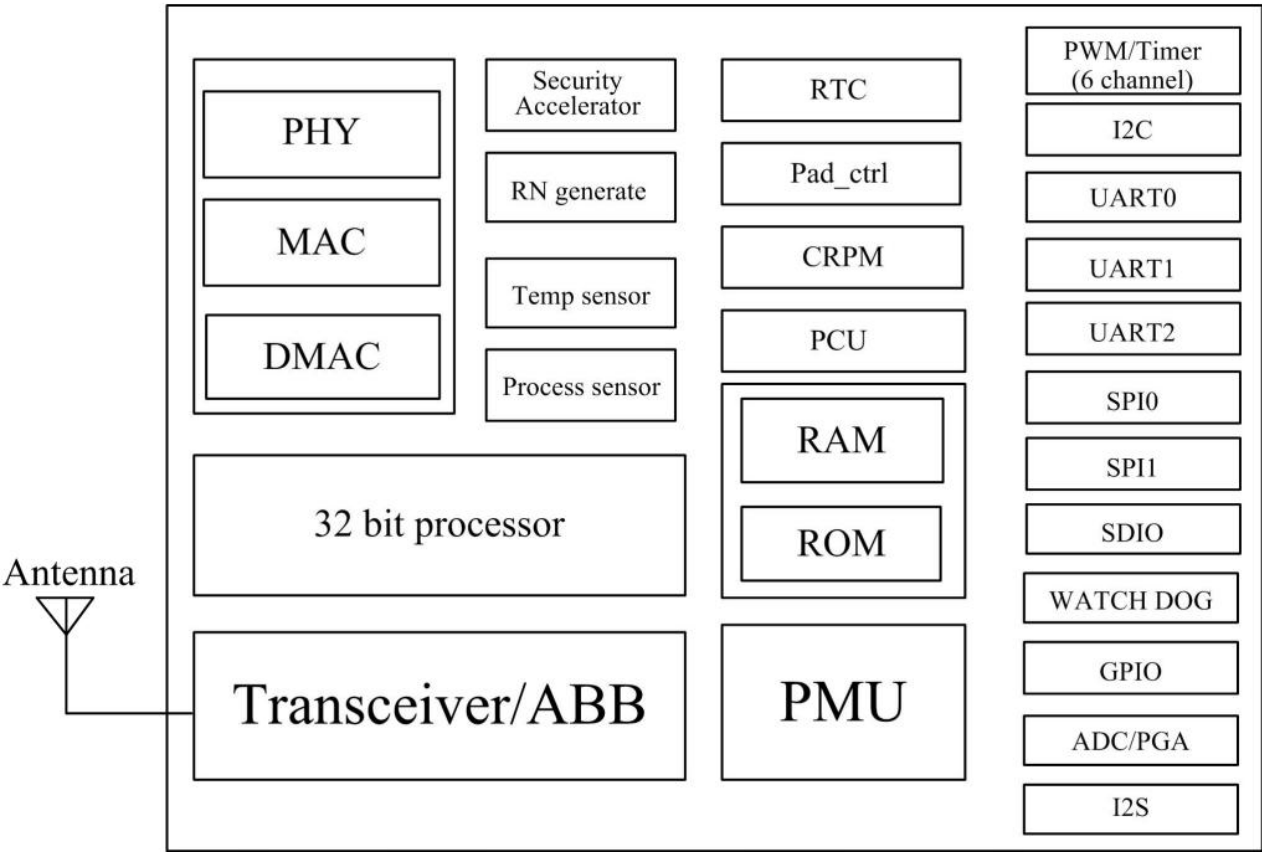 PHY
MAC
DMAC
Security
Accelerator
RN generate
Temp sensor
Process sensor
RTC
Pad_ctrl
CRPM
PCU
RAM
ROM
32 bit processor
Antenna
Transceiver/ABB
PMU
PWM/Timer
(6 channel)
I2C
UART0
UART1
UART2
SPI0
SPI1
SDIO
WATCH DOG
GPIO
ADC/PGA
I2S